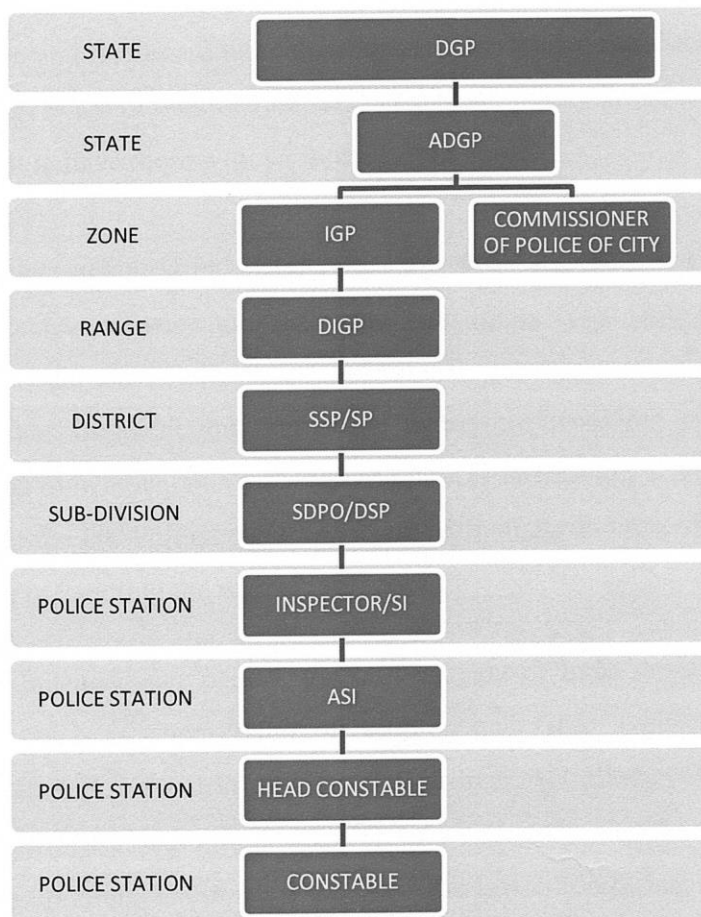 STATE
DGP
STATE
ADGP
ZONE
IGP
COMMISSIONER
OF POLICE OF CITY
RANGE
DIGP
DISTRICT
SSP/SP
SUB-DIVISION
SDPO/DSP
POLICE STATION
INSPECTOR/SI
POLICE STATION
ASI
POLICE STATION
HEAD CONSTABLE
POLICE STATION
CONSTABLE